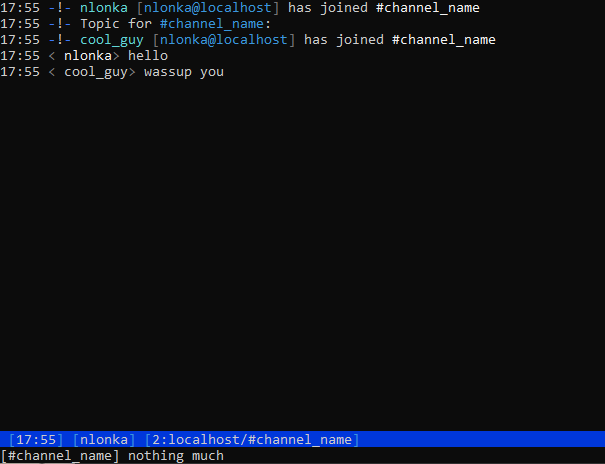 17:55 -!- nlonka [nlonka@localhost] has joined #channel_name
17:55 -!- Topic for #channel_name:
17:55 -!- cool_guy [nlonka@localhost] has joined #channel_name
17:55 < nlonka> hello
17:55 < cool_guy> wassup you
[17:55] [nlonka] [2:localhost/#channel_name]
[#channel_name] nothing much